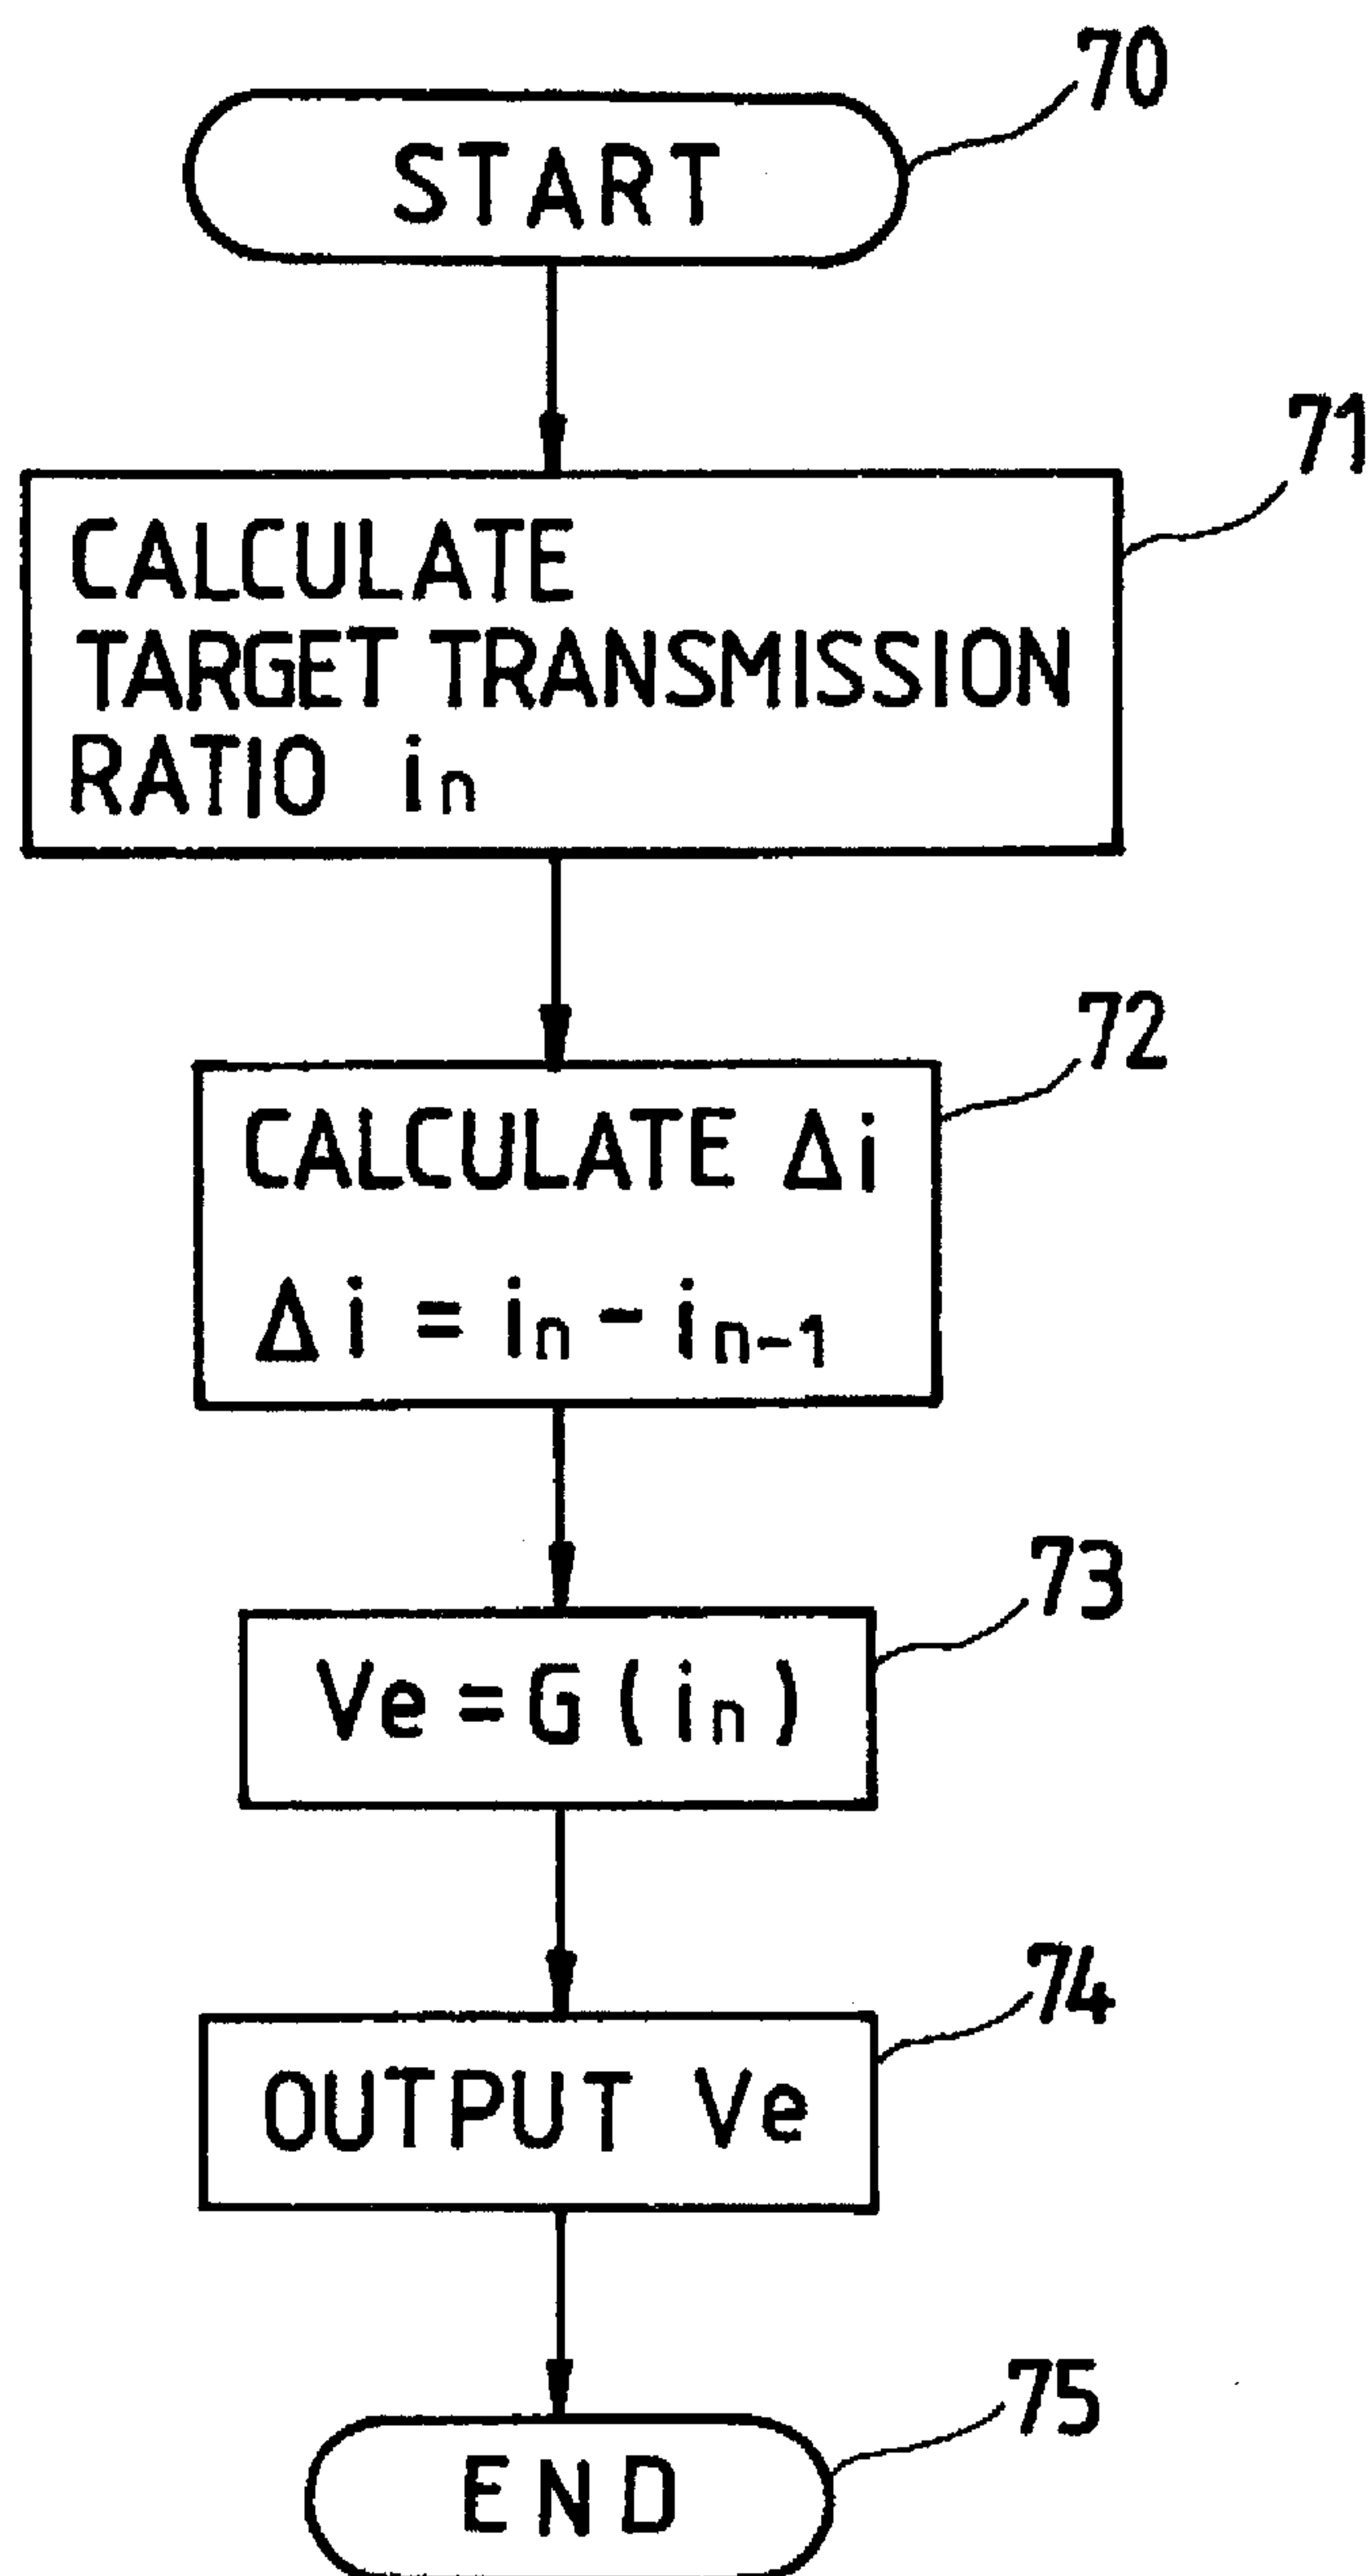 70
START
71
CALCULATE
TARGET TRANSMISSION
RATIO in
72
CALCULATE Δi
Δi = in - in-1
73
Ve = G ( in )
74
OUTPUT Ve
75
END